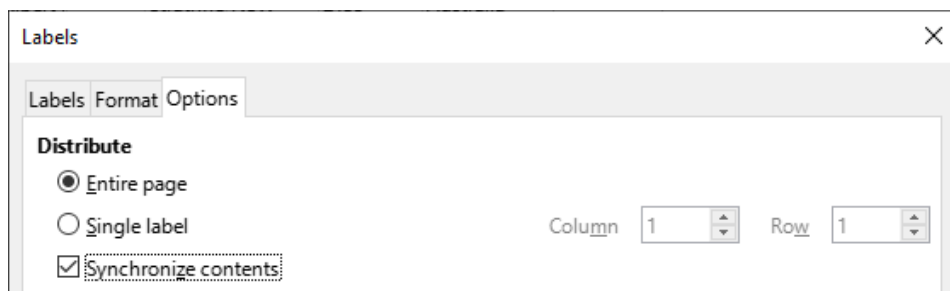 Labels
Labels Format Options
Distribute
Entire page
Single label Column 1 Row 1
Synchronize contents